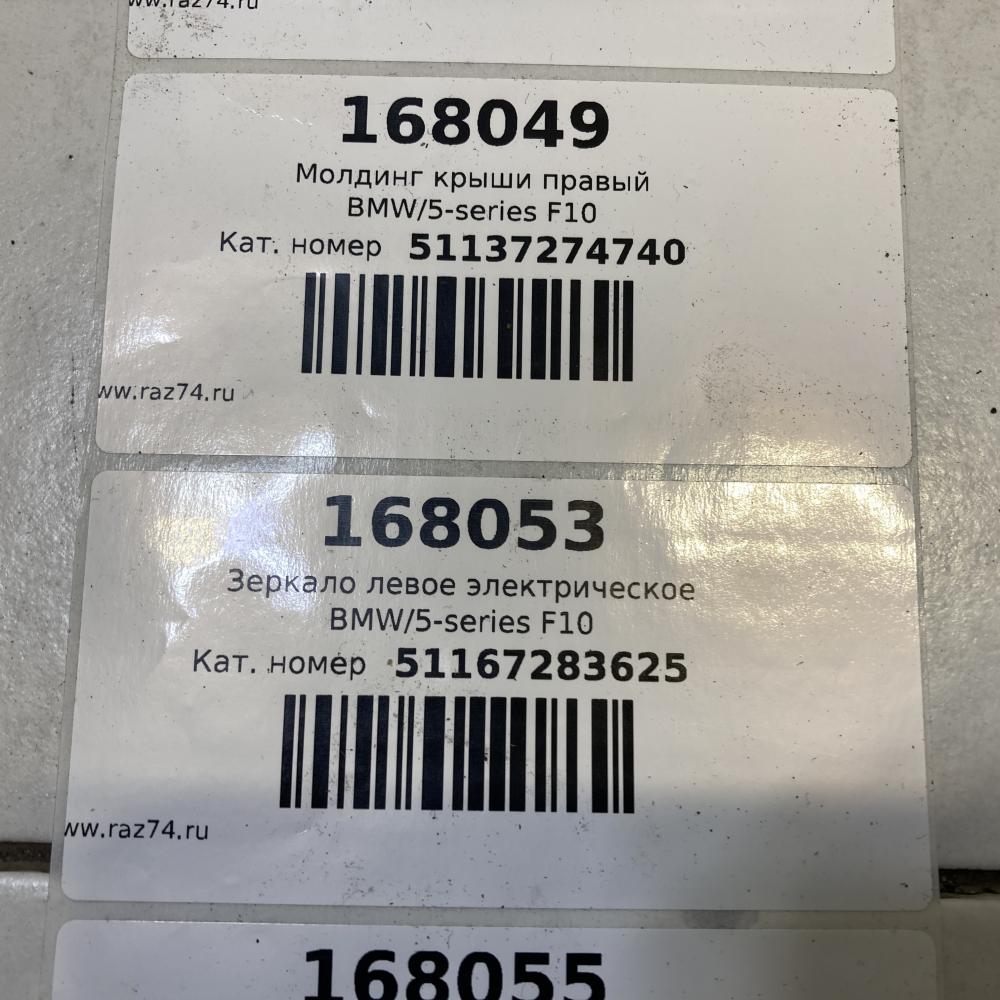 ww.raz74.ru
168049
Молдинг крыши правый
BMW/5-series F10
Кат. номер 51137274740
ww.raz74.ru
168053
Зеркало левое электрическое
BMW/5-series F10
Кат. номер 51167283625
ww.raz74.ru
168055